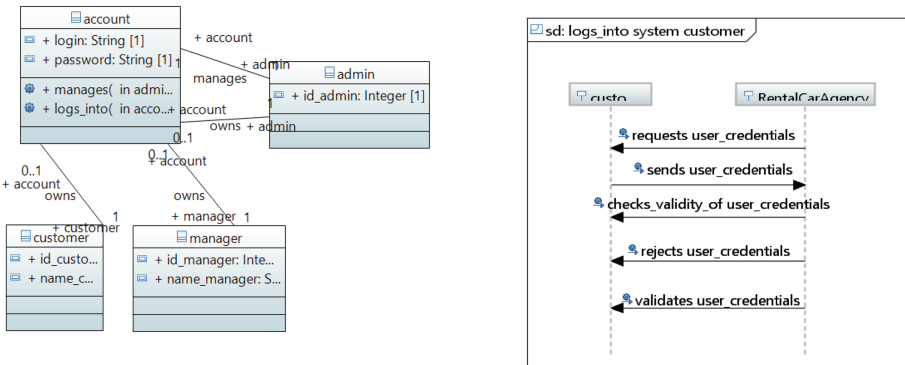 account
+ login: String [1]
+ password: String [1]
+ manages( in admi...
+ logs_into( in acco...
+ account
1
+ admin
manages
1
admin
+ id_admin: Integer [1]
+ account
1
owns
+ admin
0..1
0..1
+ account
0..1
+ account
owns
owns
1
+ customer
+ manager
1
customer
+ id_custo...
+ name_c...
manager
+ id_manager: Inte...
+ name_manager: S...
sd: logs_into system customer
custo
RentalCarAgency
requests user_credentials
sends user_credentials
checks_validity_of user_credentials
rejects user_credentials
validates user_credentials